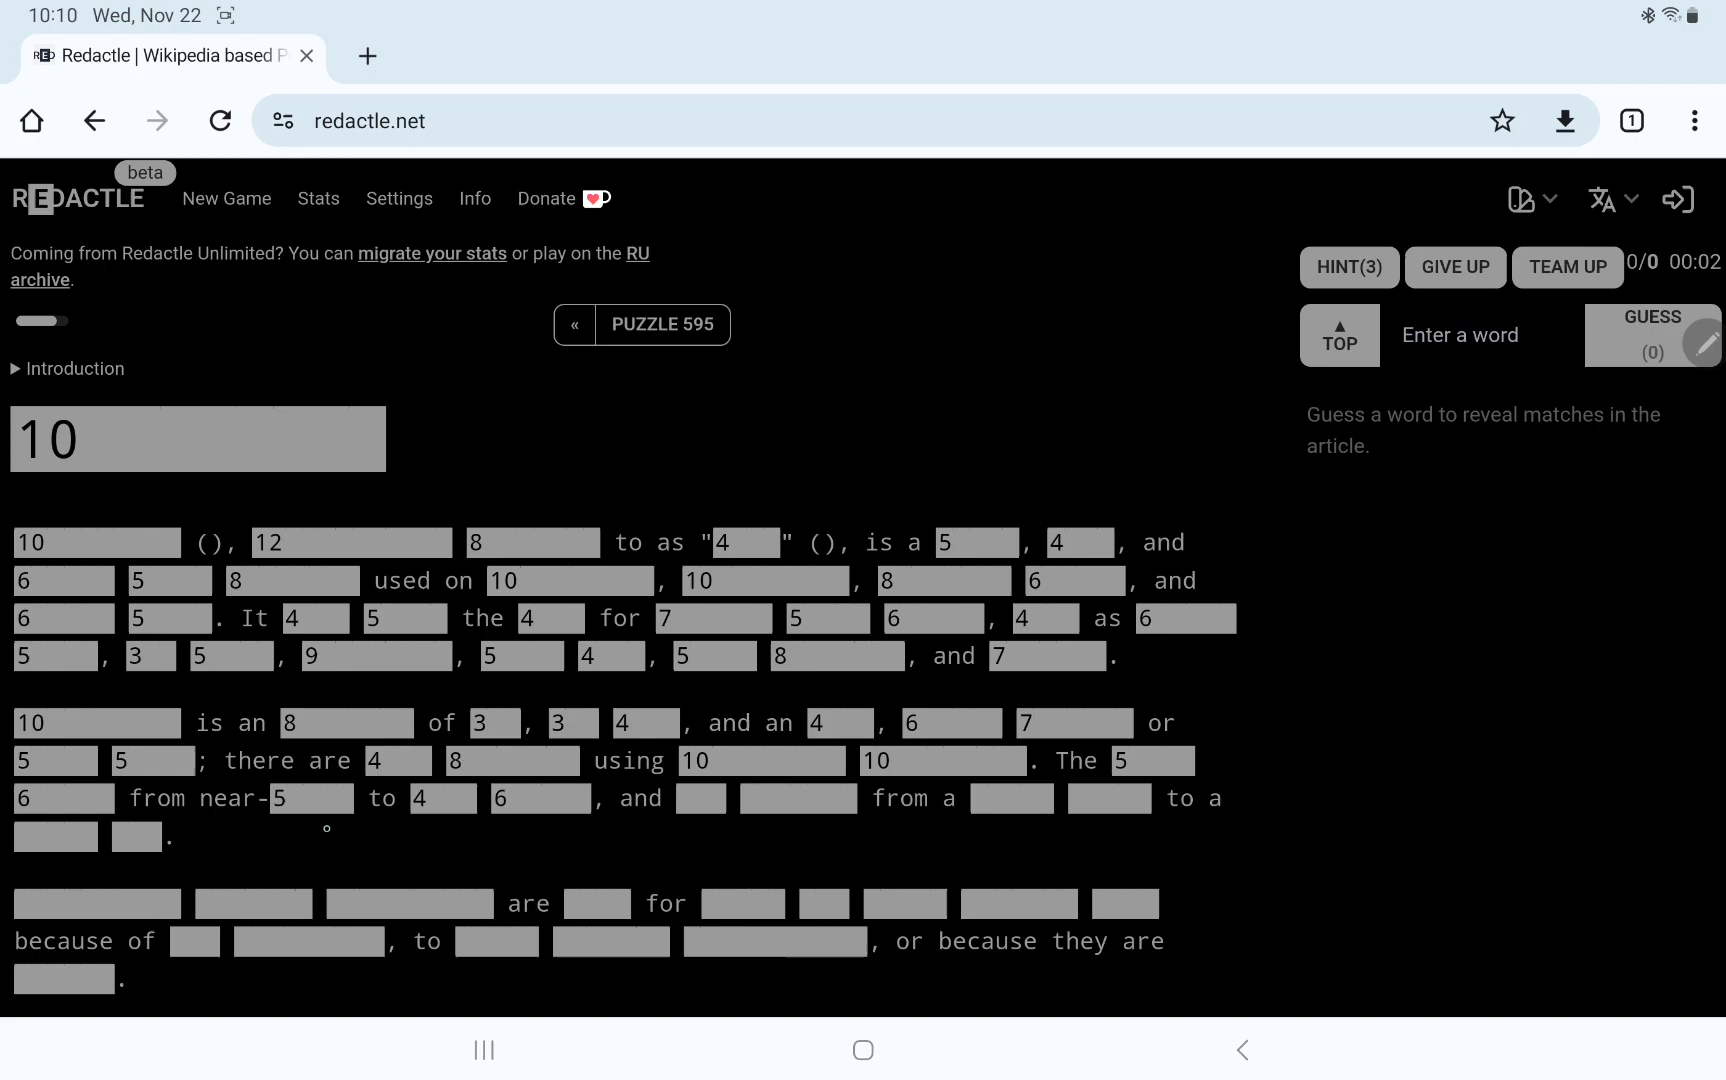 10:10 Wed, Nov 22
RED Redactle | Wikipedia based P
redactle.net
1
beta
REDACTLE New Game Stats Settings Info Donate
Coming from Redactle Unlimited? You can migrate your stats or play on the RU
archive.
HINT(3) GIVE UP TEAM UP 0/0 00:02
« PUZZLE 595
▲ TOP Enter a word GUESS (0)
▶ Introduction
Guess a word to reveal matches in the
article.
10
10 (), 12 8 to as "4" (), is a 5, 4, and
6 5 8 used on 10, 10, 8 6, and
6 5. It 4 5 the 4 for 7 5 6, 4 as 6
5, 3 5, 9, 5 4, 5 8, and 7.
10 is an 8 of 3, 3 4, and an 4, 6 7 or
5 5; there are 4 8 using 10 10. The 5
6 from near-5 to 4 6, and from a to a
.
are for
because of , to , or because they are
.